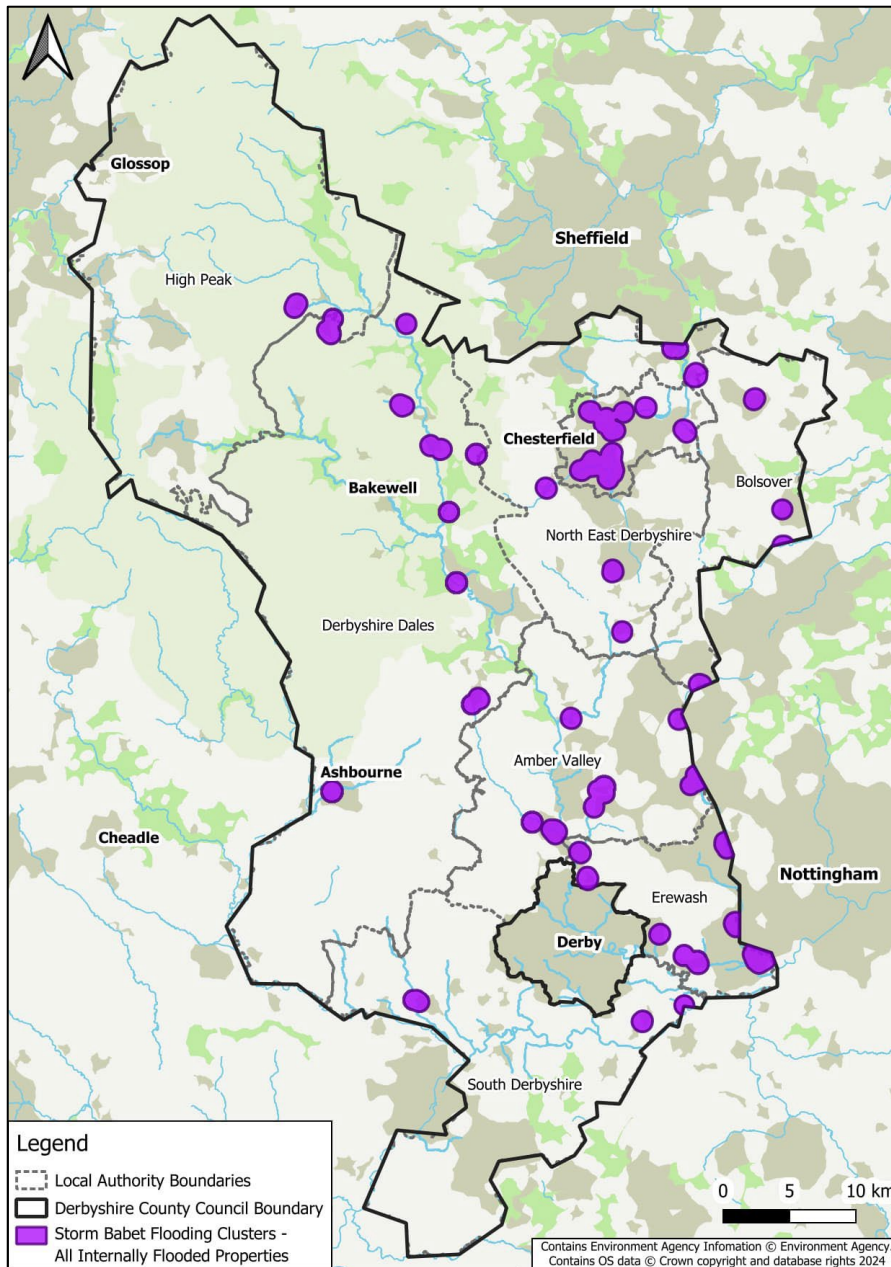 Glossop
Sheffield
High Peak
Chesterfield
Bakewell
Bolsover
North East Derbyshire
Derbyshire Dales
Amber Valley
Ashbourne
Cheadle
Nottingham
Erewash
Derby
South Derbyshire
Legend
Local Authority Boundaries
Derbyshire County Council Boundary
Storm Babet Flooding Clusters -
All Internally Flooded Properties
0 5 10 km
Contains Environment Agency Infomation © Environment Agency.
Contains OS data © Crown copyright and database rights 2024